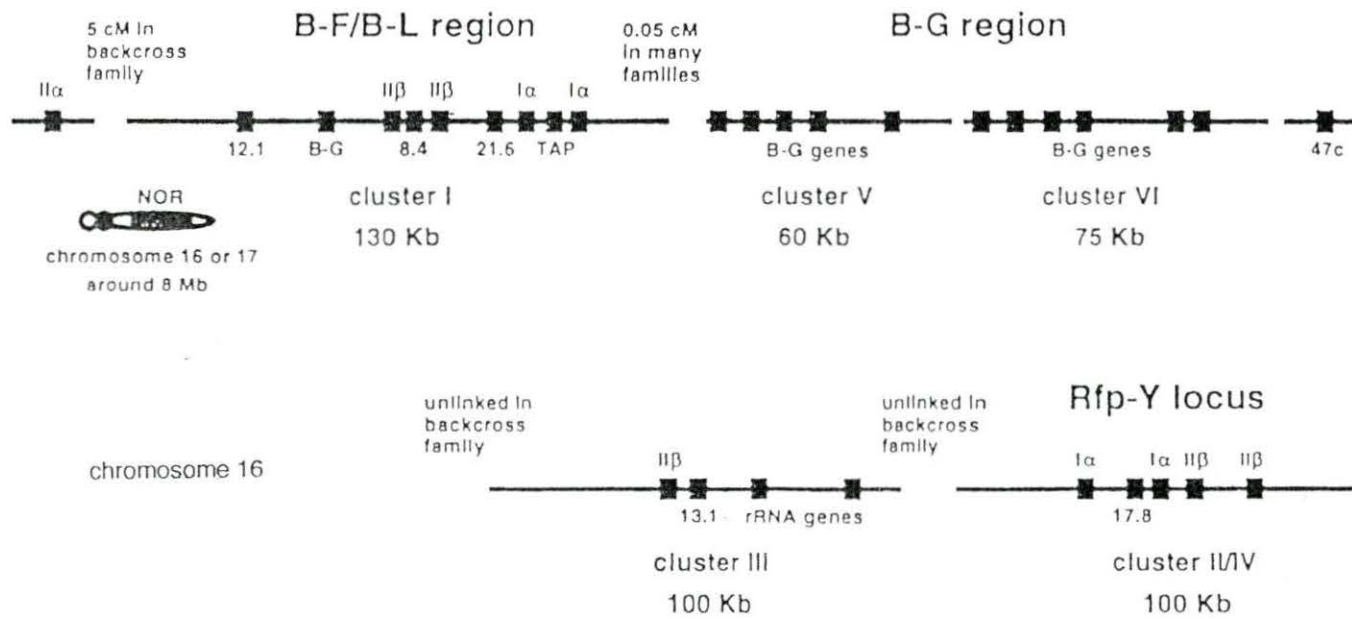 5 cM in
backcross
family
B-F/B-L region
0.05 cM
in many
families
B-G region
IIα
IIβ IIβ
Iα Iα
12.1 B-G 8.4 21.6 TAP
B-G genes
B-G genes
47c
cluster I
130 Kb
cluster V
60 Kb
cluster VI
75 Kb
NOR
chromosome 16 or 17
around 8 Mb
chromosome 16
unlinked in
backcross
family
IIβ
13.1 rRNA genes
cluster III
100 Kb
unlinked in
backcross
family
Rfp-Y locus
Iα Iα IIβ IIβ
17.8
cluster II/IV
100 Kb